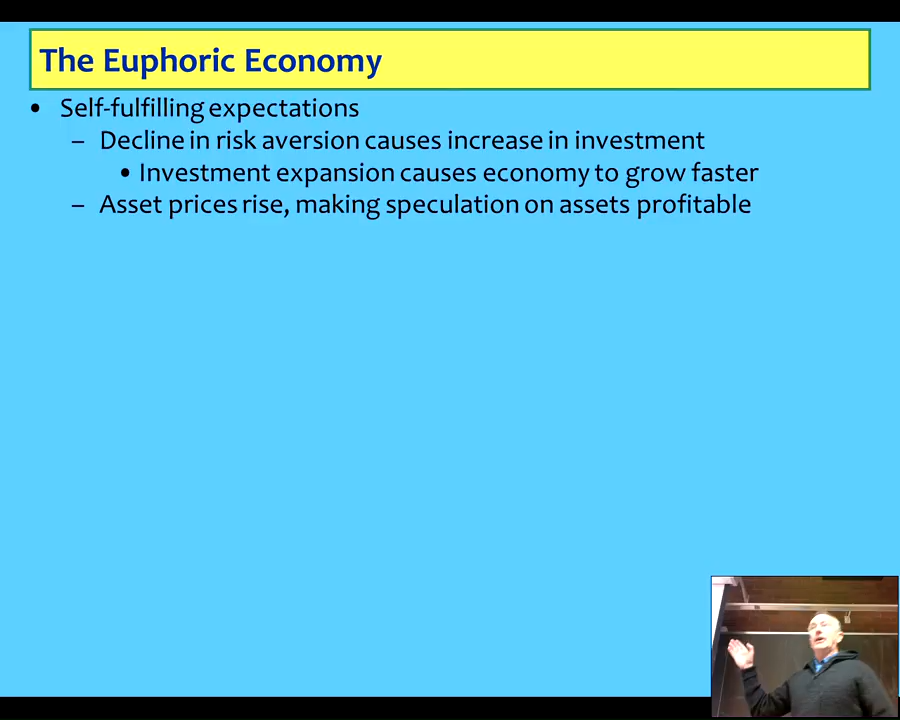 The Euphoric Economy
• Self-fulfilling expectations
– Decline in risk aversion causes increase in investment
• Investment expansion causes economy to grow faster
– Asset prices rise, making speculation on assets profitable